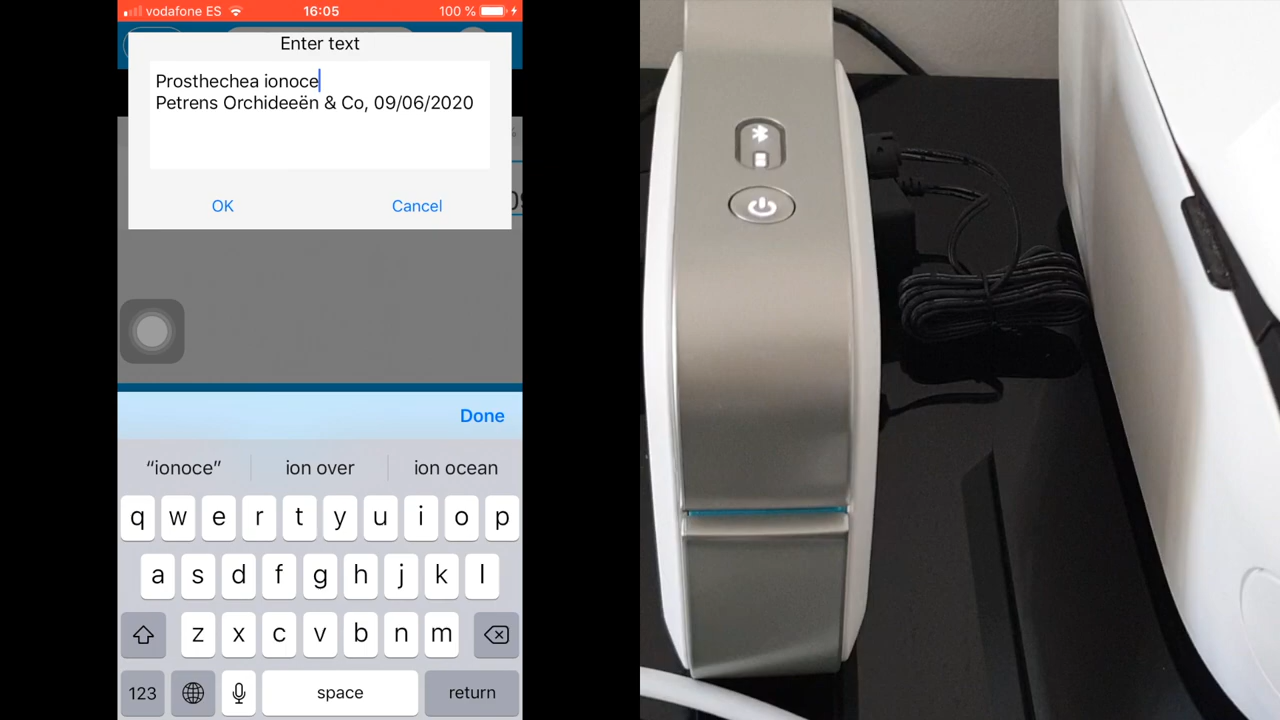 vodafone ES 16:05 100 %
Enter text
Prosthechea ionoce
Petrens Orchideeën & Co, 09/06/2020
OK Cancel
Done
“ionoce” ion over ion ocean
q w e r t y u i o p
a s d f g h j k l
z x c v b n m
123 space return